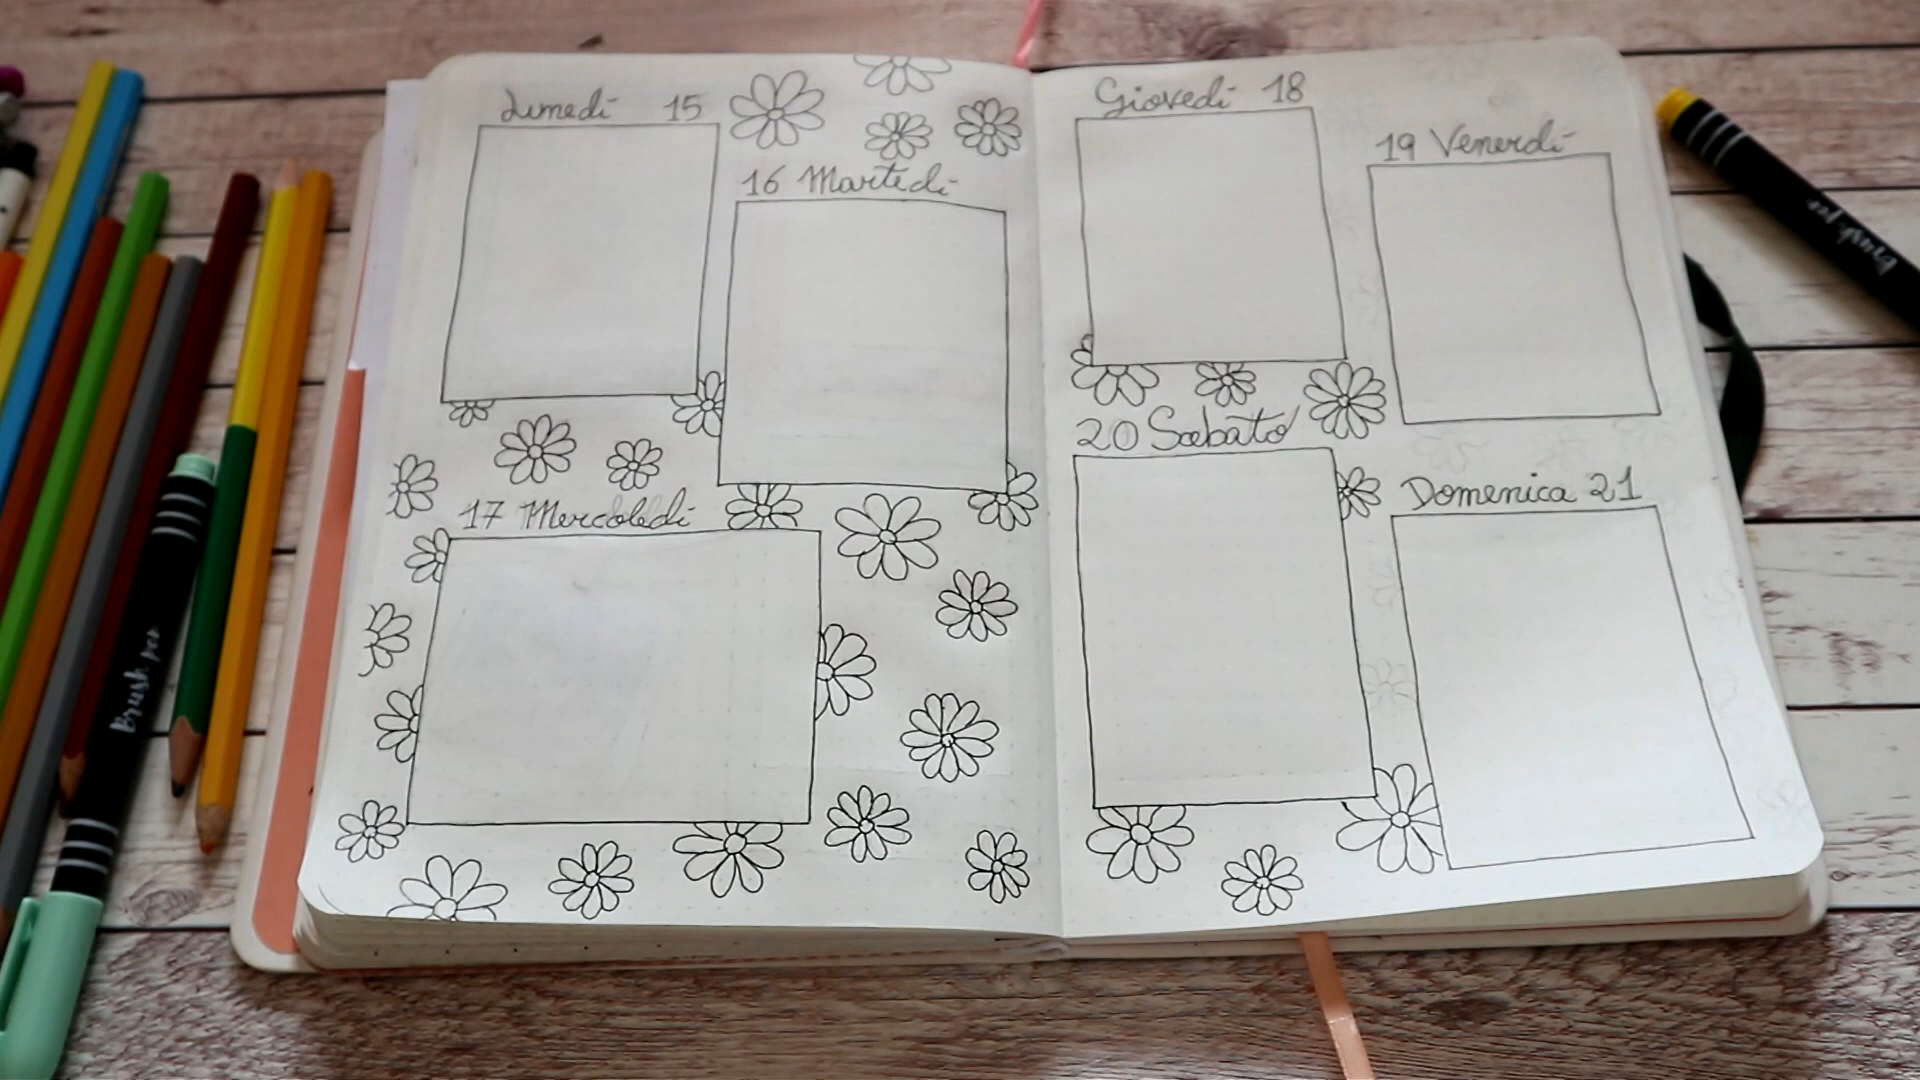 Lunedì 15
16 Martedì
17 Mercoledì
Giovedì 18
19 Venerdì
20 Sabato
Domenica 21
Brush pen
Brush pen